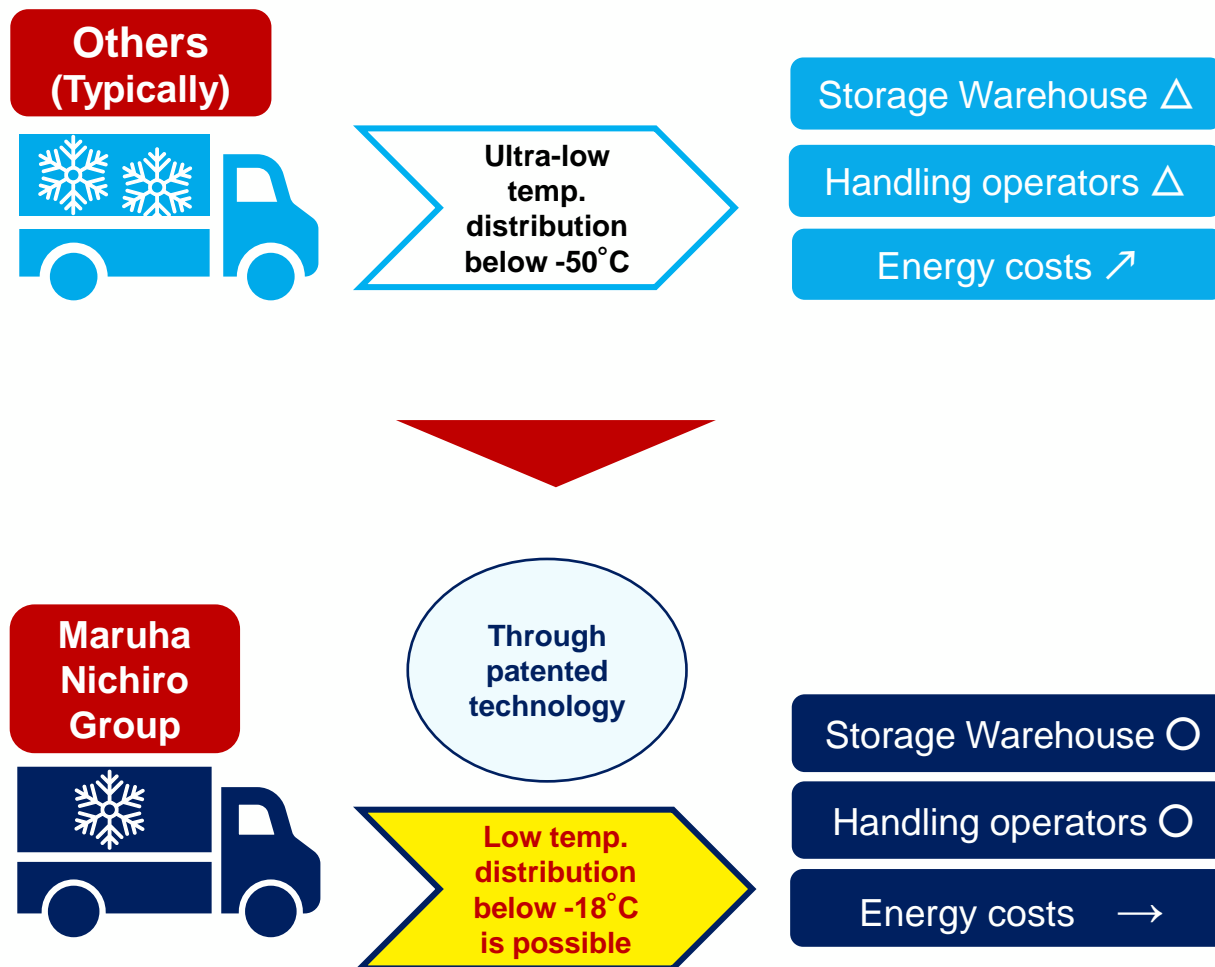 Others
(Typically)
Ultra-low
temp.
distribution
below -50°C
Storage Warehouse △
Handling operators △
Energy costs ↗
Through
patented
technology
Maruha
Nichiro
Group
Low temp.
distribution
below -18°C
is possible
Storage Warehouse ○
Handling operators ○
Energy costs →